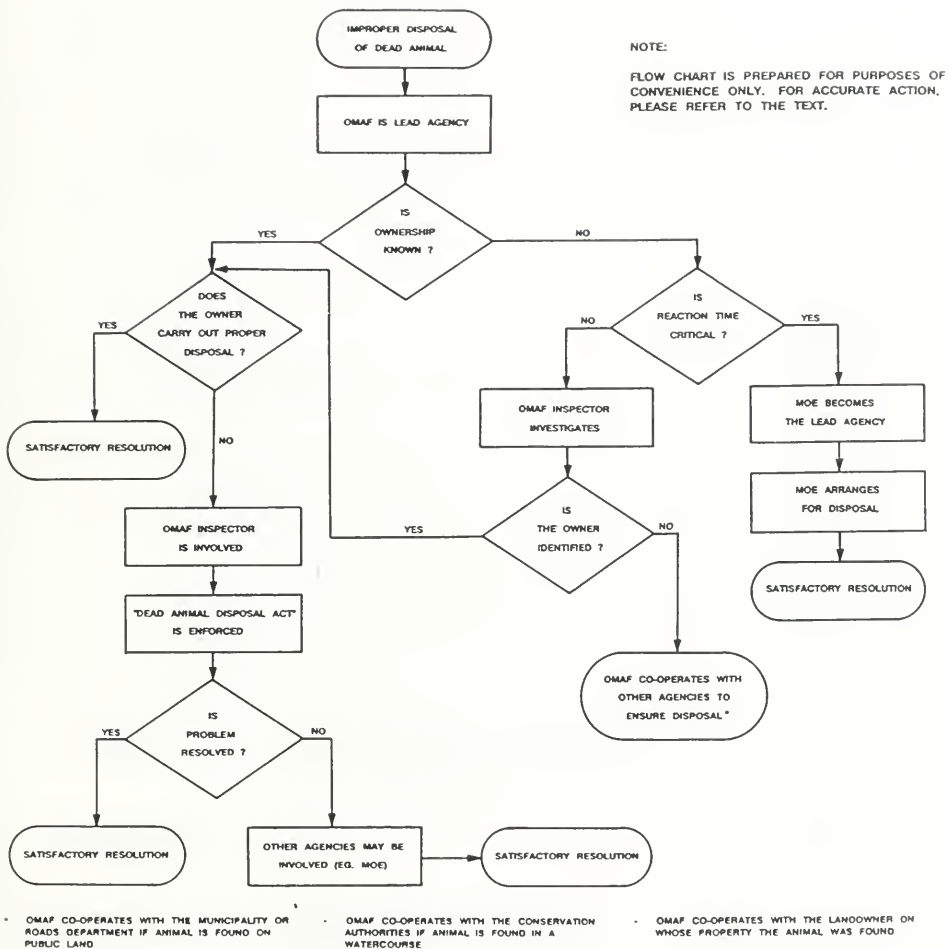 IMPROPER DISPOSAL
OF DEAD ANIMAL
NOTE:
FLOW CHART IS PREPARED FOR PURPOSES OF
CONVENIENCE ONLY. FOR ACCURATE ACTION,
PLEASE REFER TO THE TEXT.
OMAF IS LEAD AGENCY
IS
OWNERSHIP
KNOWN ?
YES
NO
DOES
THE OWNER
CARRY OUT PROPER
DISPOSAL ?
YES
NO
SATISFACTORY RESOLUTION
IS
REACTION TIME
CRITICAL ?
NO
YES
OMAF INSPECTOR
INVESTIGATES
MOE BECOMES
THE LEAD AGENCY
MOE ARRANGES
FOR DISPOSAL
SATISFACTORY RESOLUTION
IS
THE OWNER
IDENTIFIED ?
YES
NO
OMAF CO-OPERATES WITH
OTHER AGENCIES TO
ENSURE DISPOSAL*
OMAF INSPECTOR
IS INVOLVED
"DEAD ANIMAL DISPOSAL ACT"
IS ENFORCED
IS
PROBLEM
RESOLVED ?
YES
NO
SATISFACTORY RESOLUTION
OTHER AGENCIES MAY BE
INVOLVED (EG. MOE)
SATISFACTORY RESOLUTION
* OMAF CO-OPERATES WITH THE MUNICIPALITY OR
ROADS DEPARTMENT IF ANIMAL IS FOUND ON
PUBLIC LAND
- OMAF CO-OPERATES WITH THE CONSERVATION
AUTHORITIES IF ANIMAL IS FOUND IN A
WATERCOURSE
- OMAF CO-OPERATES WITH THE LANDOWNER ON
WHOSE PROPERTY THE ANIMAL WAS FOUND